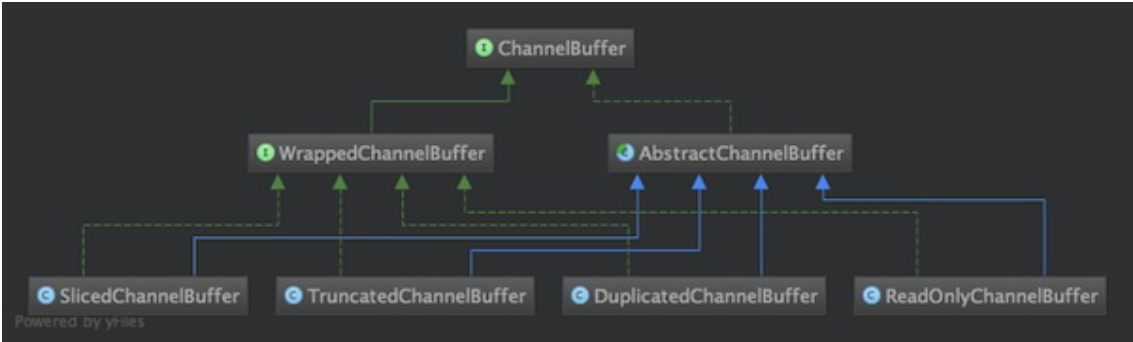 I ChannelBuffer
I WrappedChannelBuffer
C AbstractChannelBuffer
C SlicedChannelBuffer
C TruncatedChannelBuffer
C DuplicatedChannelBuffer
C ReadOnlyChannelBuffer
Powered by yFiles